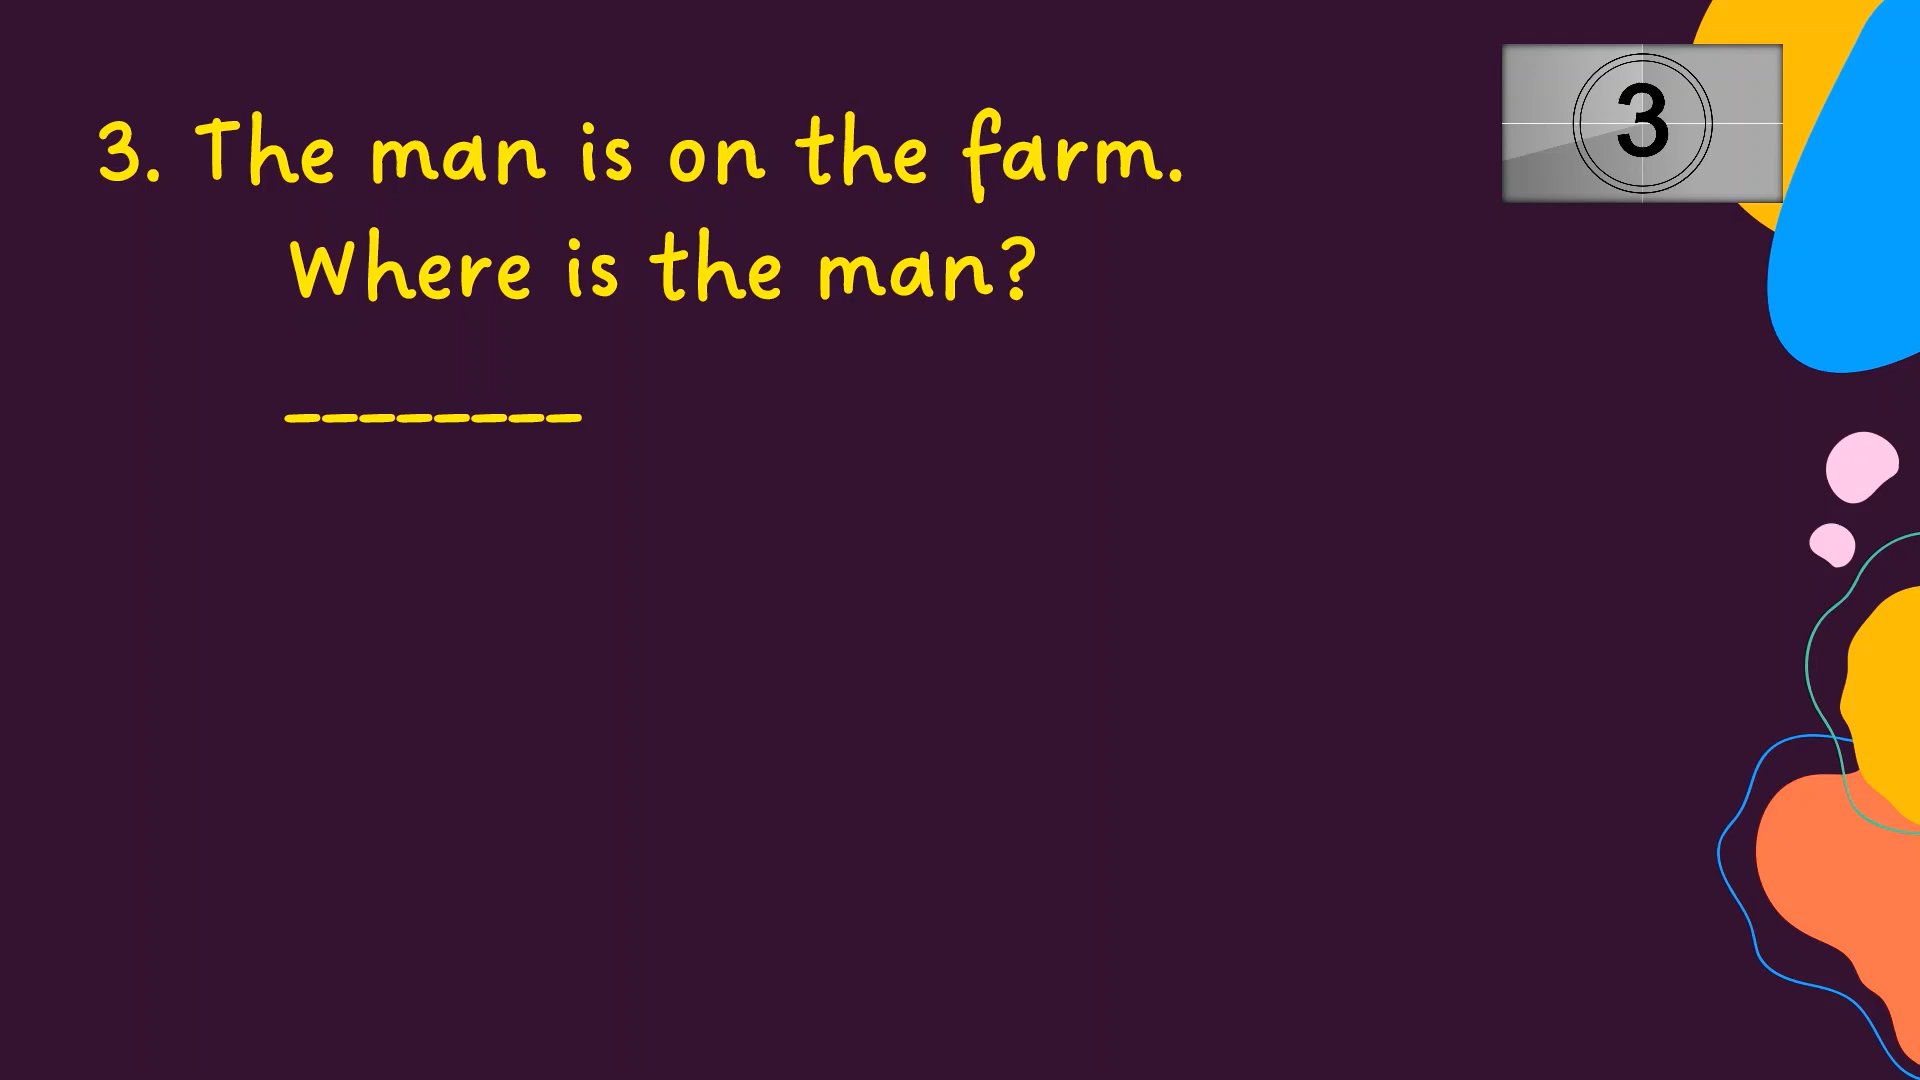 3. The man is on the farm.
Where is the man?
________
3